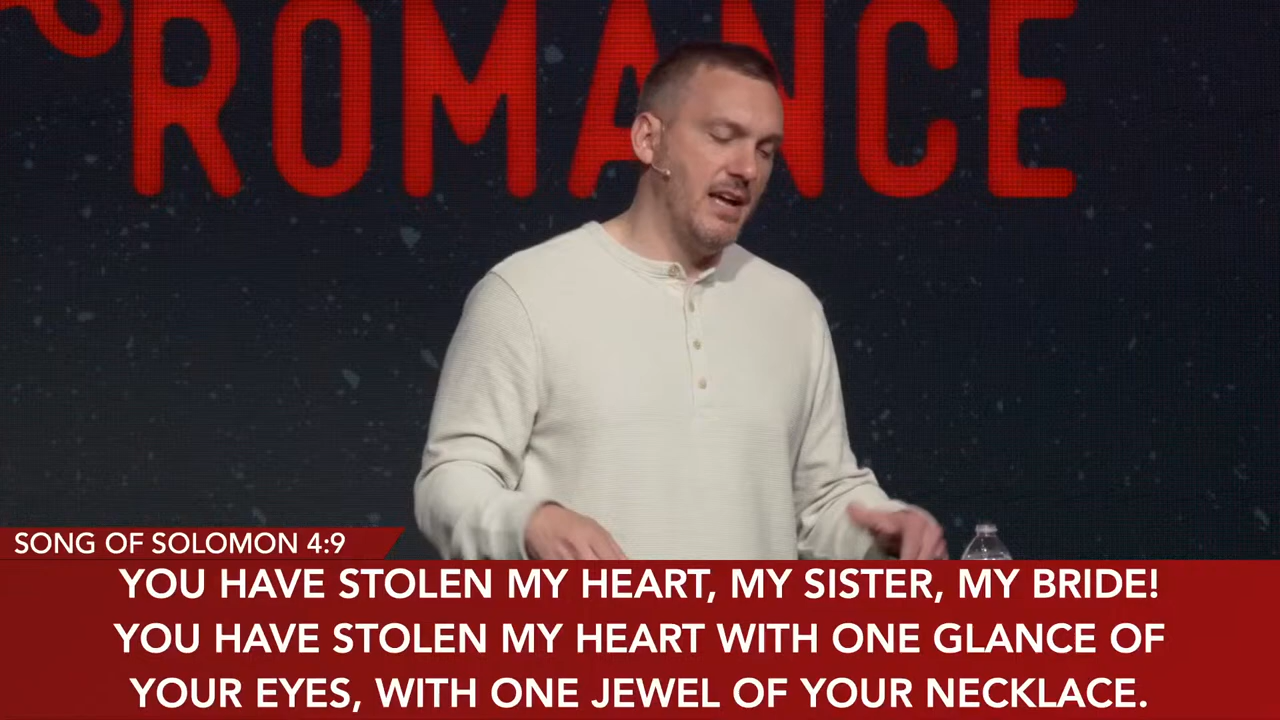 ROMANCE
SONG OF SOLOMON 4:9
YOU HAVE STOLEN MY HEART, MY SISTER, MY BRIDE!
YOU HAVE STOLEN MY HEART WITH ONE GLANCE OF
YOUR EYES, WITH ONE JEWEL OF YOUR NECKLACE.